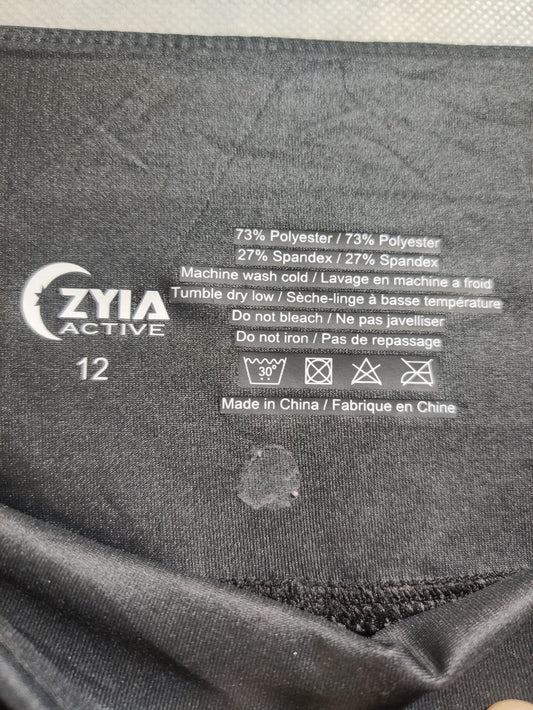 73% Polyester / 73% Polyester
27% Spandex / 27% Spandex
Machine wash cold / Lavage en machine a froid
Tumble dry low / Sèche-linge à basse température
Do not bleach / Ne pas javelliser
Do not iron / Pas de repassage
30°
Made in China / Fabrique en Chine
ZYIA
ACTIVE
12